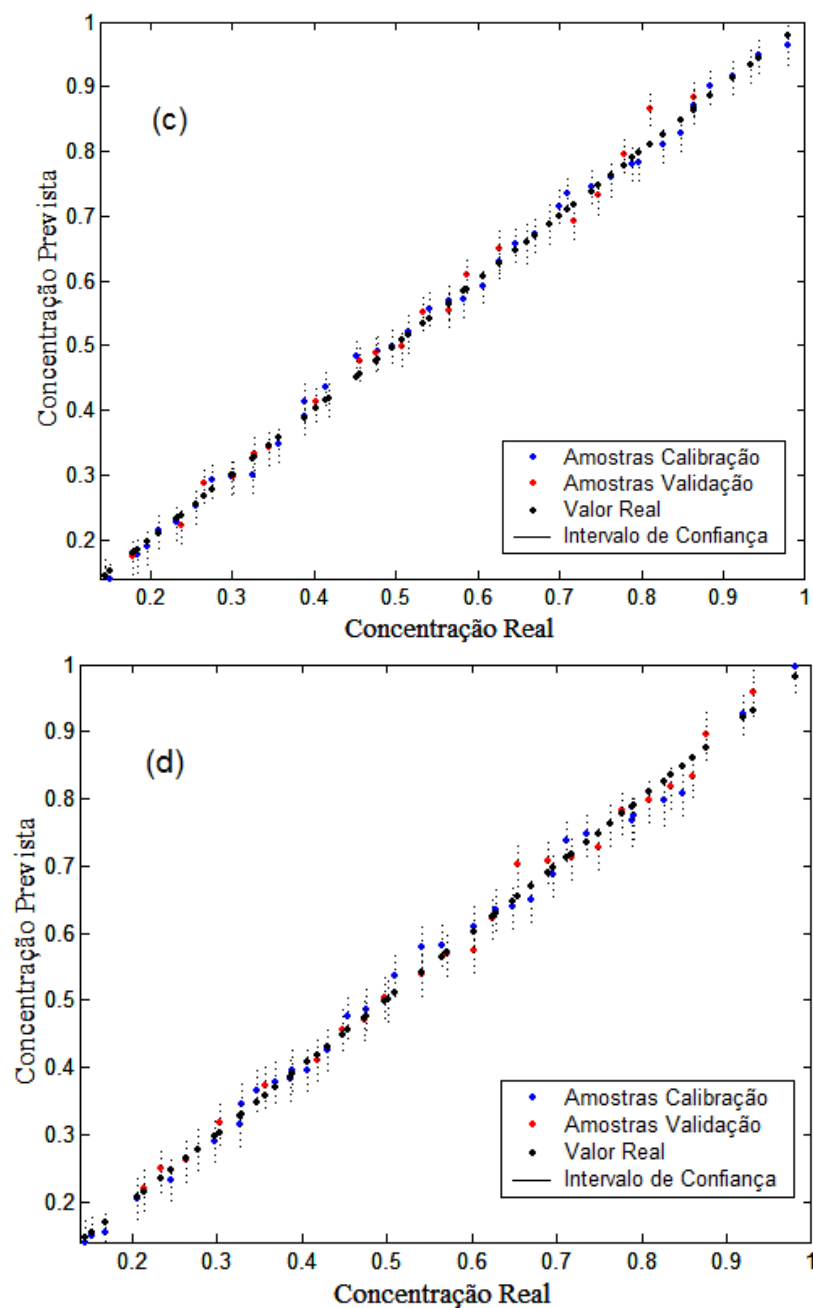 1
0.9
0.8
0.7
0.6
0.5
0.4
0.3
0.2
Concentração Prevista
(c)
Amostras Calibração
Amostras Validação
Valor Real
Intervalo de Confiança
0.2 0.3 0.4 0.5 0.6 0.7 0.8 0.9 1
Concentração Real
1
0.9
0.8
0.7
0.6
0.5
0.4
0.3
0.2
Concentração Prevista
(d)
Amostras Calibração
Amostras Validação
Valor Real
Intervalo de Confiança
0.2 0.3 0.4 0.5 0.6 0.7 0.8 0.9 1
Concentração Real